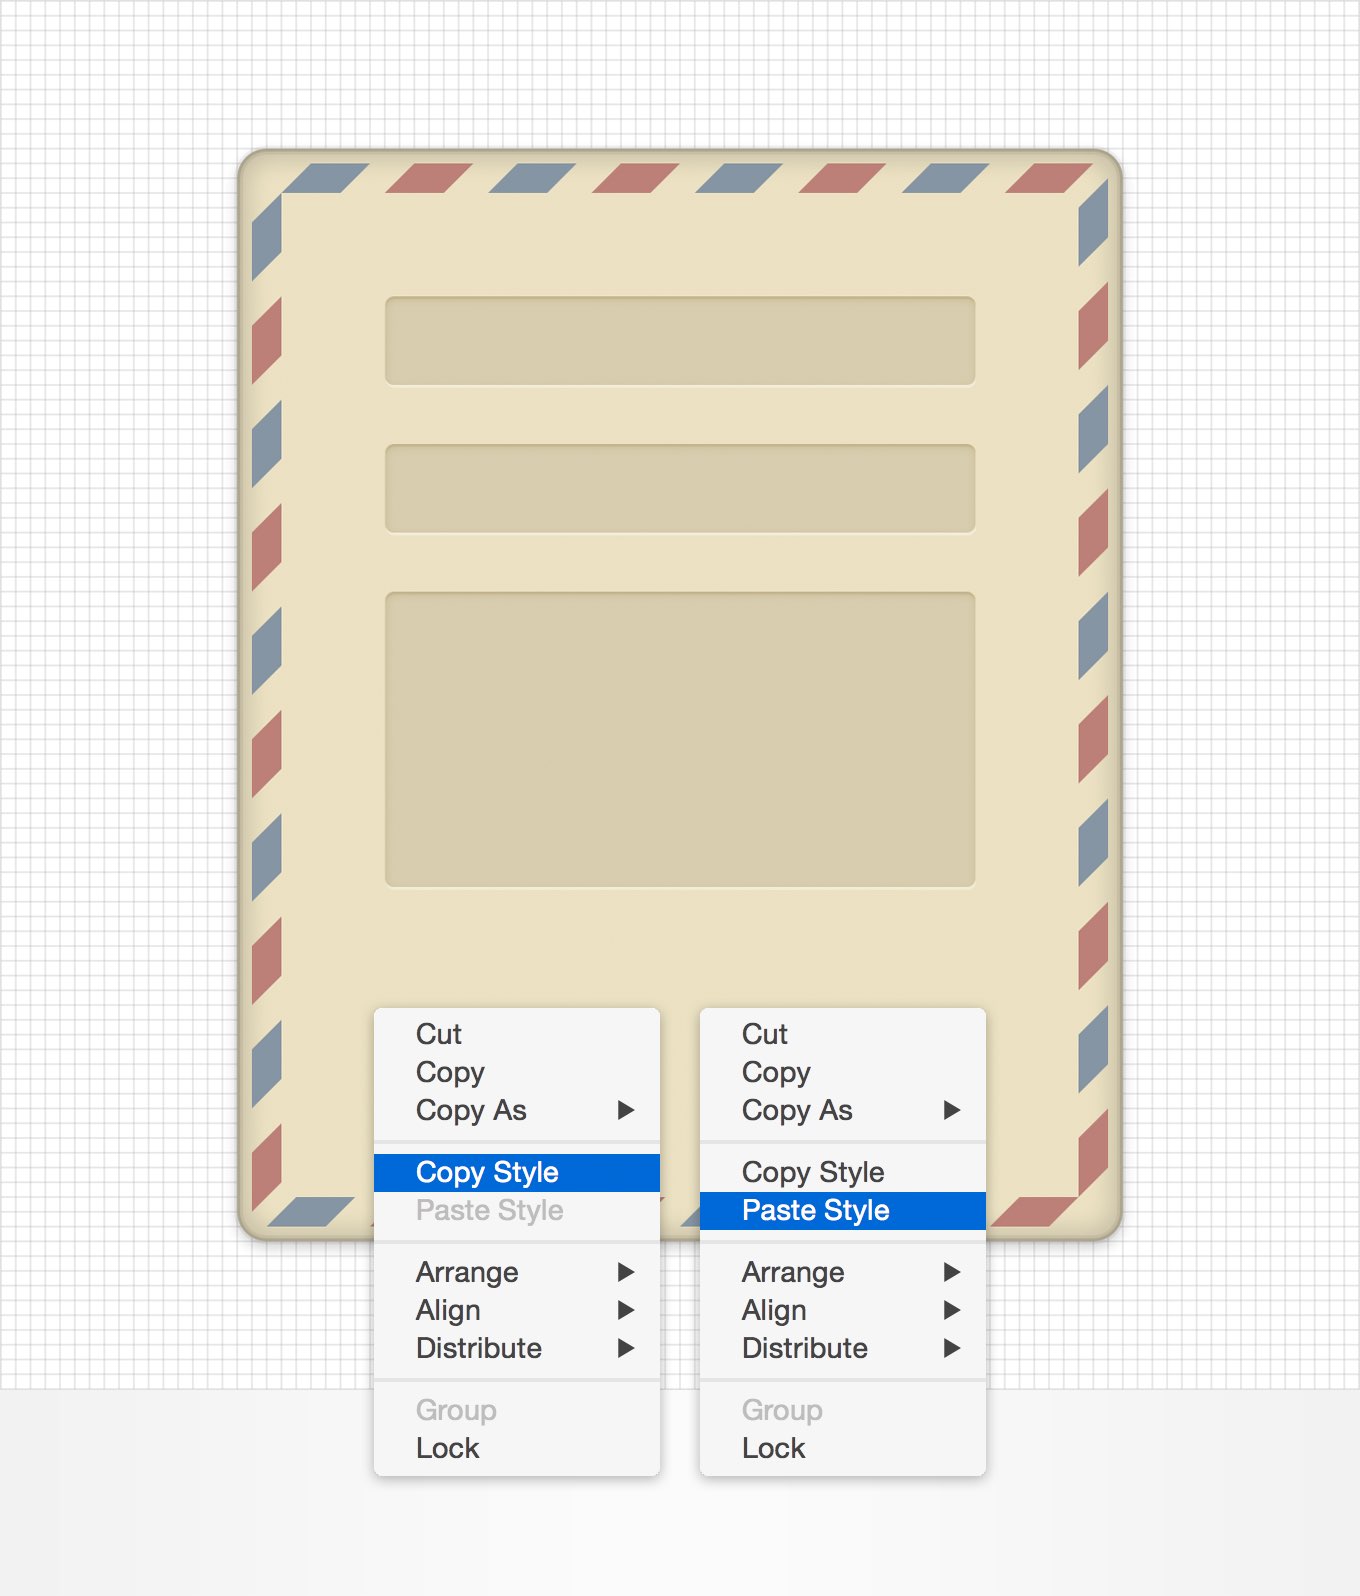 Cut
Copy
Copy As
Copy Style
Paste Style
Arrange
Align
Distribute
Group
Lock
Cut
Copy
Copy As
Copy Style
Paste Style
Arrange
Align
Distribute
Group
Lock